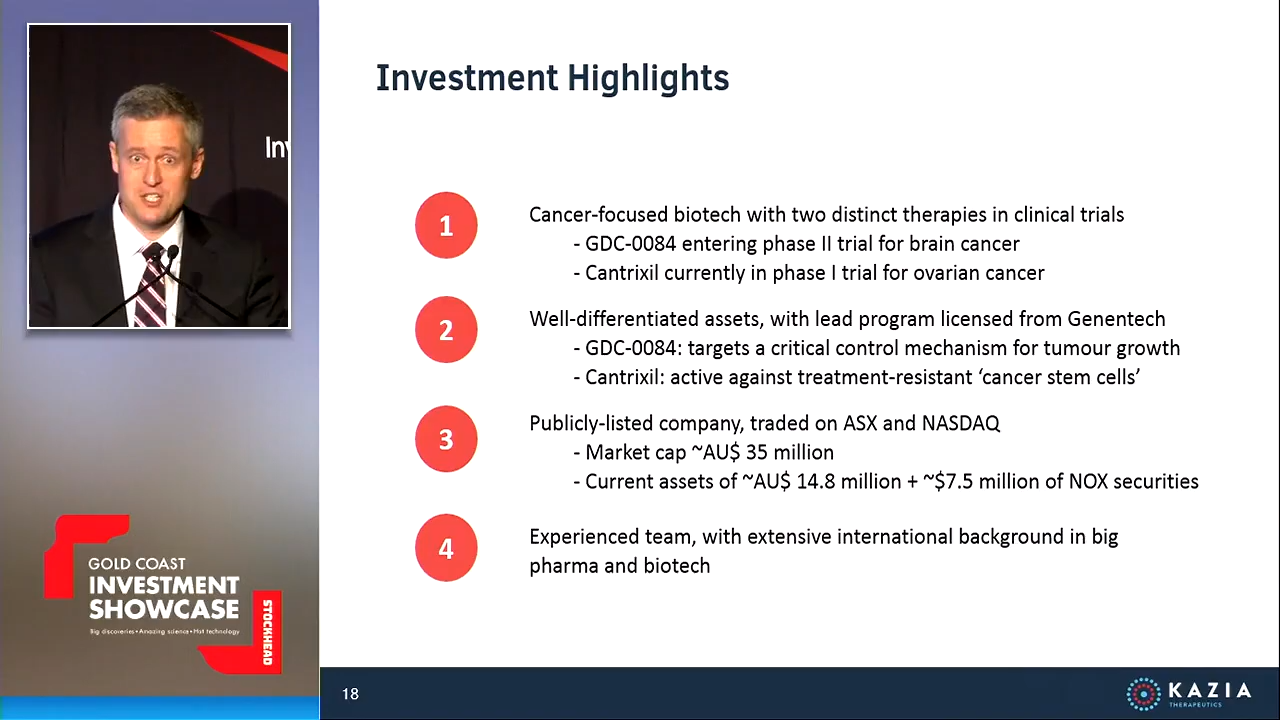 Inv
GOLD COAST
INVESTMENT
SHOWCASE
Big discoveries • Amazing science • Hot technology
STOCKHEAD
Investment Highlights
1
Cancer-focused biotech with two distinct therapies in clinical trials
- GDC-0084 entering phase II trial for brain cancer
- Cantrixil currently in phase I trial for ovarian cancer
2
Well-differentiated assets, with lead program licensed from Genentech
- GDC-0084: targets a critical control mechanism for tumour growth
- Cantrixil: active against treatment-resistant ‘cancer stem cells’
3
Publicly-listed company, traded on ASX and NASDAQ
- Market cap ~AU$ 35 million
- Current assets of ~AU$ 14.8 million + ~$7.5 million of NOX securities
4
Experienced team, with extensive international background in big
pharma and biotech
18
KAZIA
THERAPEUTICS